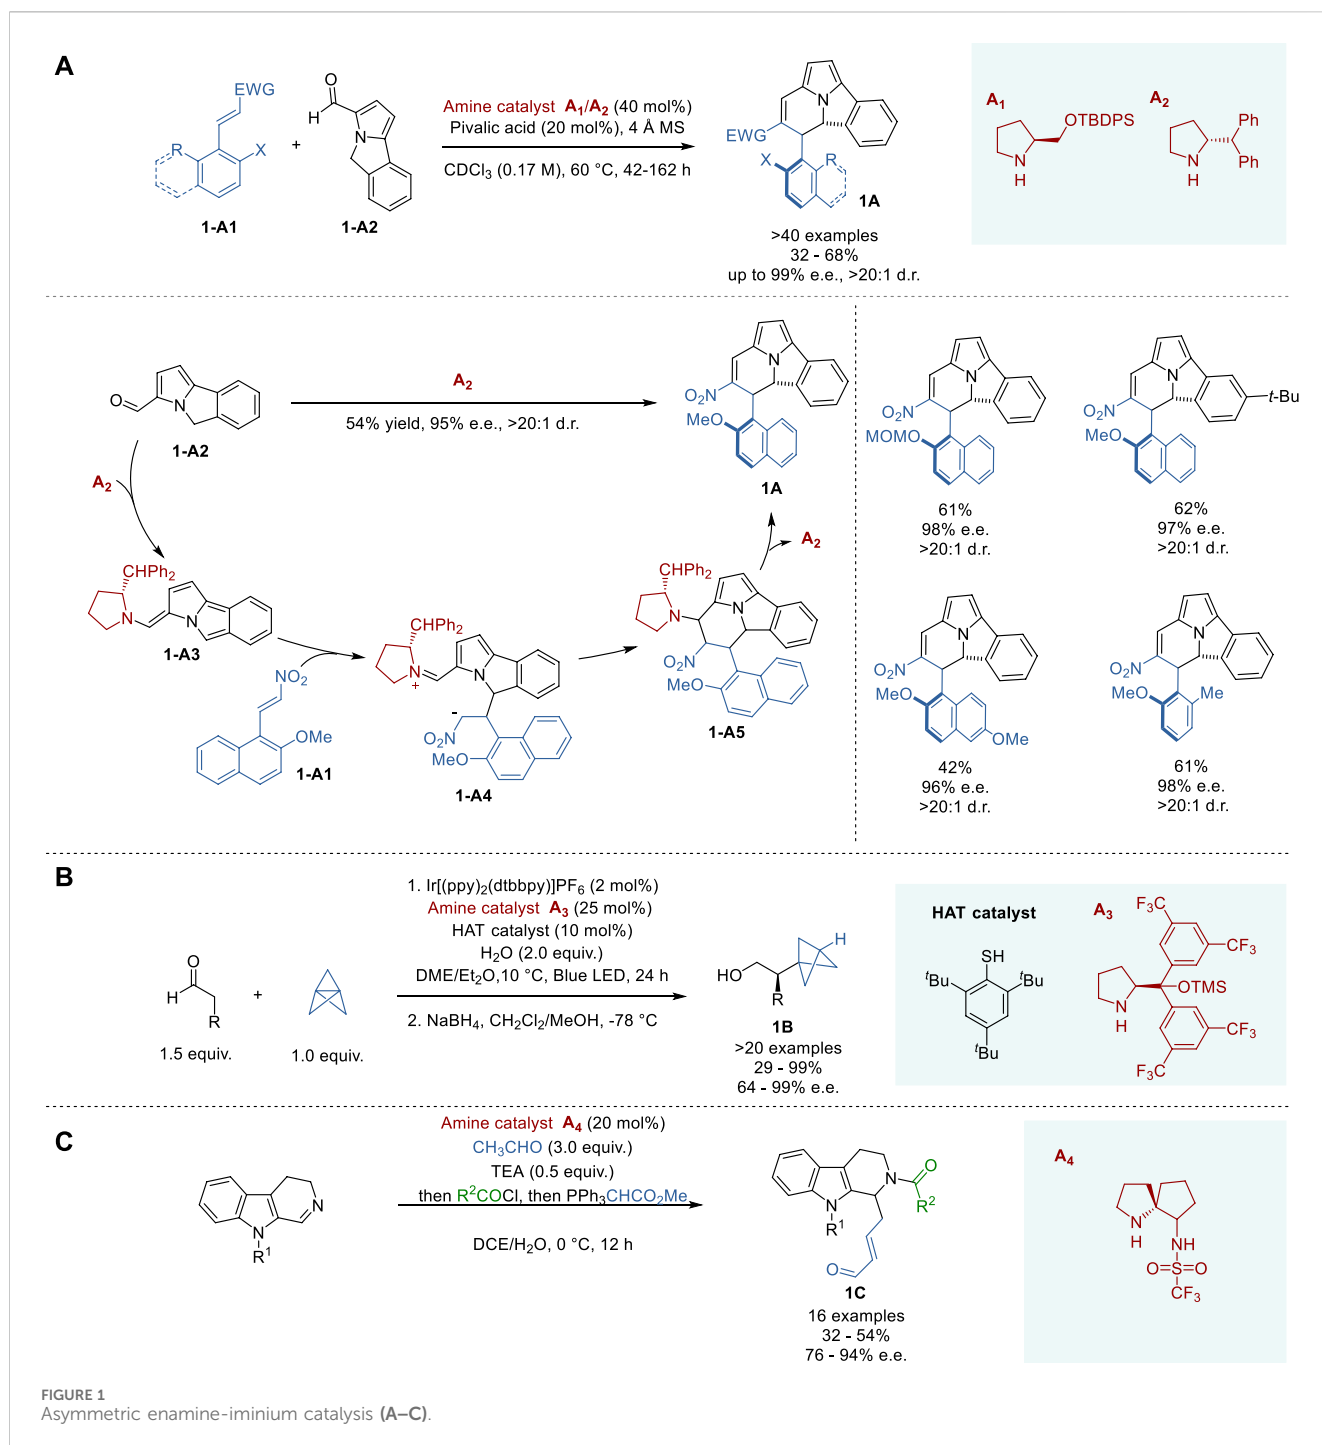 A
EWG
R
X
1-A1
+
O
H
N
1-A2
Amine catalyst A1/A2 (40 mol%)
Pivalic acid (20 mol%), 4 Å MS
CDCl3 (0.17 M), 60 °C, 42-162 h
N
EWG
X
R
1A
>40 examples
32 - 68%
up to 99% e.e., >20:1 d.r.
A1
OTBDPS
N
H
A2
Ph
Ph
N
H
O
N
1-A2
A2
54% yield, 95% e.e., >20:1 d.r.
N
O2N
MeO
1A
A2
CHPh2
N
N
1-A3
NO2
OMe
1-A1
CHPh2
N
+
N
-
O2N
MeO
1-A4
CHPh2
N
N
NO2
MeO
1-A5
A2
N
O2N
MOMO
61%
98% e.e.
>20:1 d.r.
N
t-Bu
O2N
MeO
62%
97% e.e.
>20:1 d.r.
N
O2N
MeO
OMe
42%
96% e.e.
>20:1 d.r.
N
O2N
MeO
Me
61%
98% e.e.
>20:1 d.r.
B
O
H
R
1.5 equiv.
+
1.0 equiv.
1. Ir[(ppy)2(dtbbpy)]PF6 (2 mol%)
Amine catalyst A3 (25 mol%)
HAT catalyst (10 mol%)
H2O (2.0 equiv.)
DME/Et2O,10 °C, Blue LED, 24 h
2. NaBH4, CH2Cl2/MeOH, -78 °C
H
HO
R
1B
>20 examples
29 - 99%
64 - 99% e.e.
HAT catalyst
SH
tBu
tBu
tBu
A3
F3C
CF3
OTMS
N
H
CF3
F3C
C
N
N
R1
Amine catalyst A4 (20 mol%)
CH3CHO (3.0 equiv.)
TEA (0.5 equiv.)
then R2COCl, then PPh3CHCO2Me
DCE/H2O, 0 °C, 12 h
O
N
R2
N
R1
O
1C
16 examples
32 - 54%
76 - 94% e.e.
A4
N
H
NH
O=S=O
CF3
FIGURE 1
Asymmetric enamine-iminium catalysis (A–C).